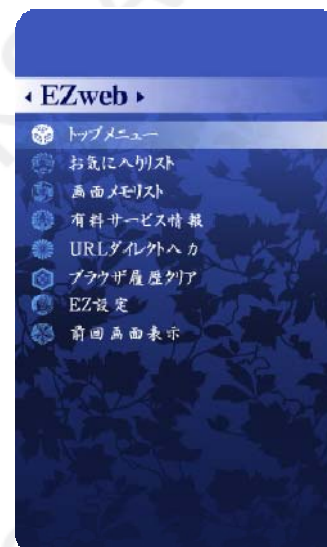 EZweb
トップメニュー
お気に入りリスト
画面メモリスト
有料サービス情報
URLダイレクト入力
ブラウザ履歴クリア
EZ設定
前回画面表示